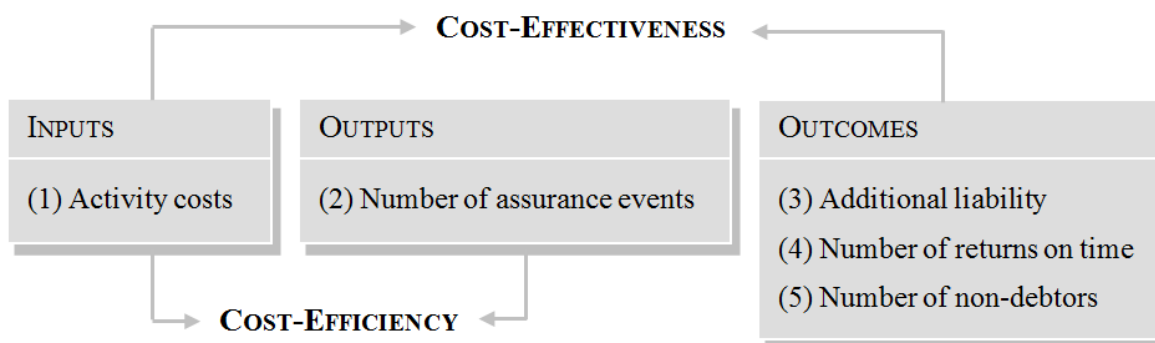 COST-EFFECTIVENESS
INPUTS
(1) Activity costs
OUTPUTS
(2) Number of assurance events
OUTCOMES
(3) Additional liability
(4) Number of returns on time
(5) Number of non-debtors
COST-EFFICIENCY